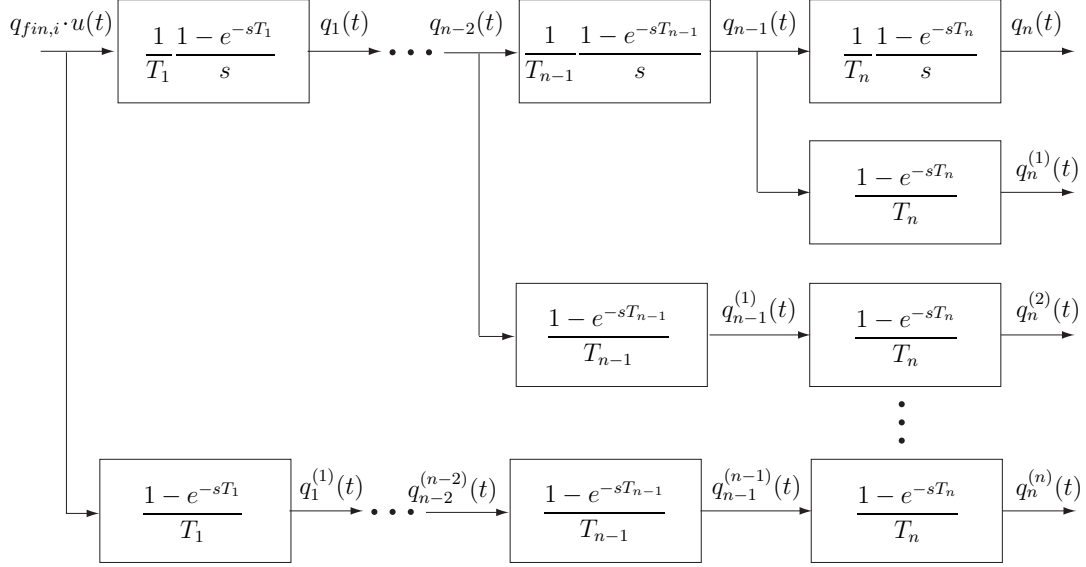 q_{fin,i}·u(t)
\frac{1}{T_1}\frac{1 - e^{-sT_1}}{s}
q_1(t)
• • •
q_{n-2}(t)
\frac{1}{T_{n-1}}\frac{1 - e^{-sT_{n-1}}}{s}
q_{n-1}(t)
\frac{1}{T_n}\frac{1 - e^{-sT_n}}{s}
q_n(t)
\frac{1 - e^{-sT_n}}{T_n}
q_n^{(1)}(t)
\frac{1 - e^{-sT_{n-1}}}{T_{n-1}}
q_{n-1}^{(1)}(t)
\frac{1 - e^{-sT_n}}{T_n}
q_n^{(2)}(t)
\frac{1 - e^{-sT_1}}{T_1}
q_1^{(1)}(t)
• • •
q_{n-2}^{(n-2)}(t)
\frac{1 - e^{-sT_{n-1}}}{T_{n-1}}
q_{n-1}^{(n-1)}(t)
\frac{1 - e^{-sT_n}}{T_n}
q_n^{(n)}(t)